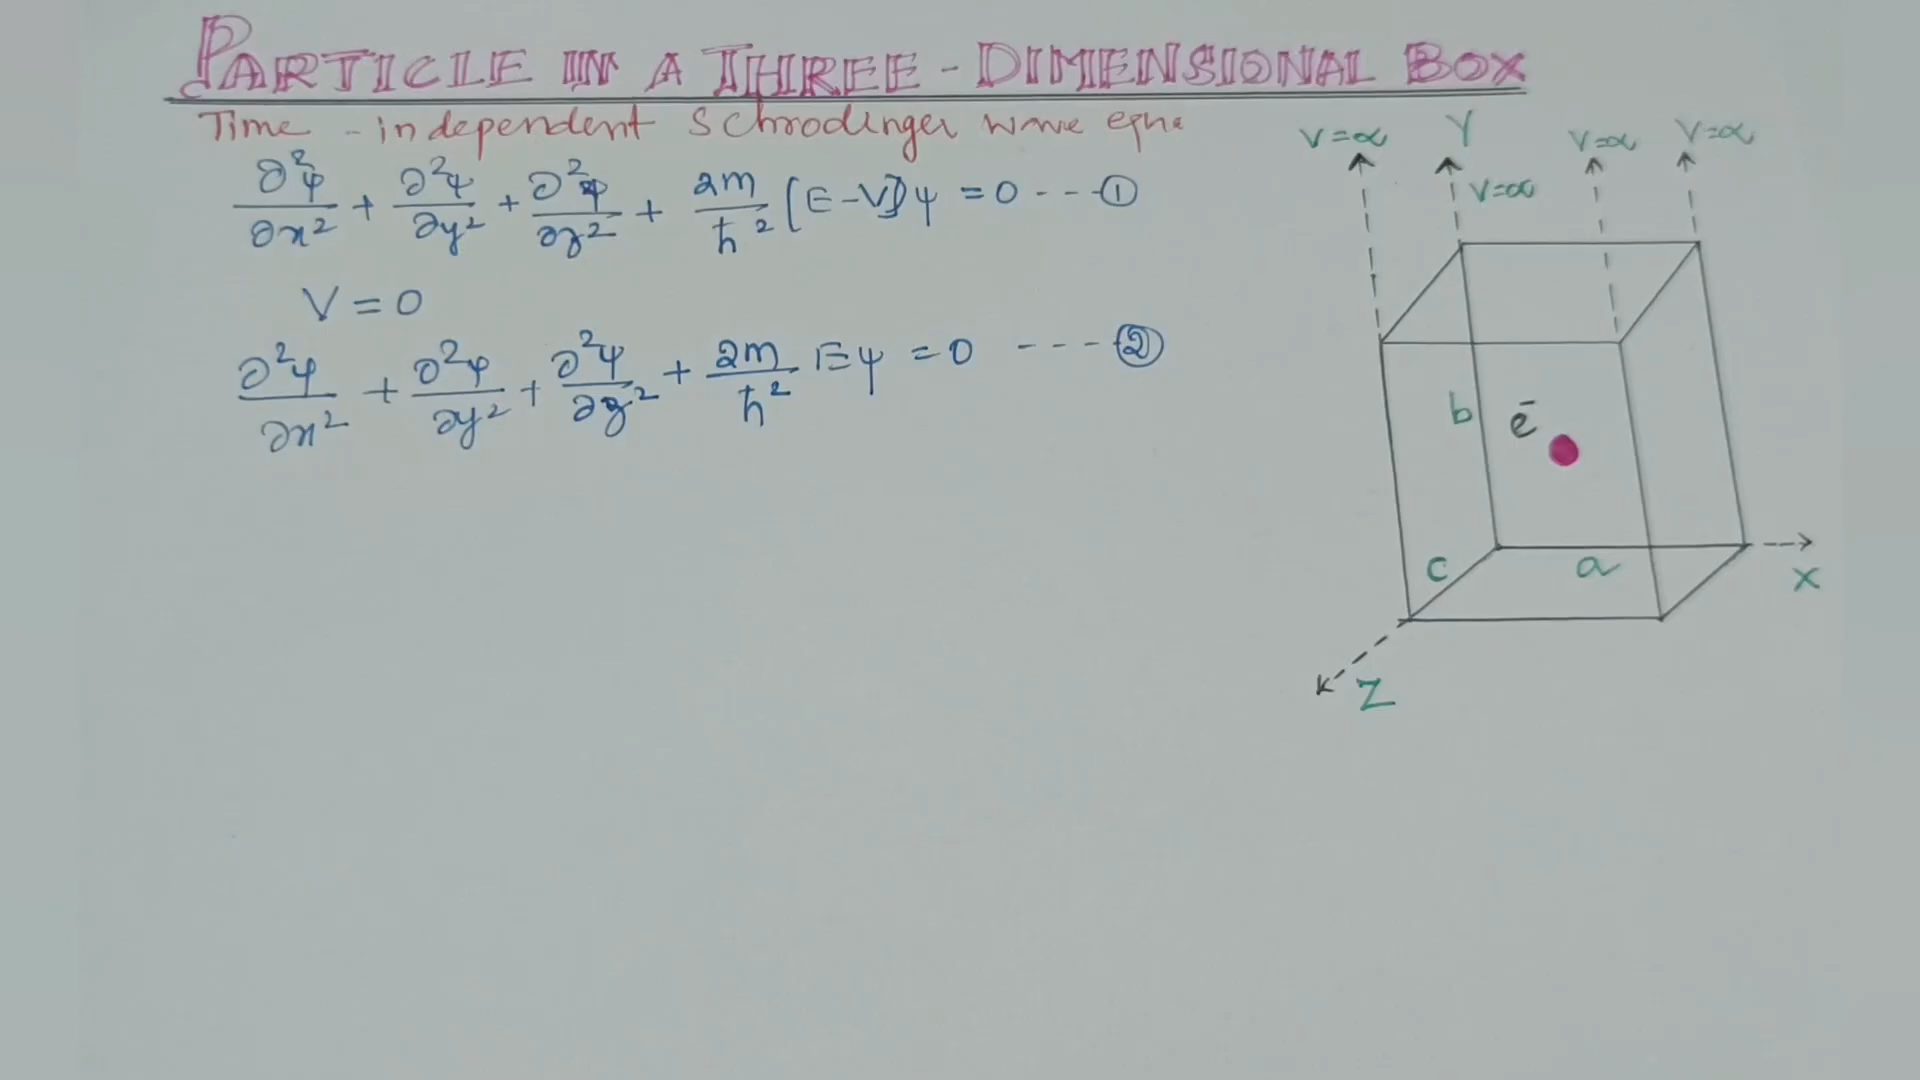 PARTICLE IN A THREE-DIMENSIONAL BOX
Time-independent Schrodinger wave equn
∂²ψ/∂x² + ∂²ψ/∂y² + ∂²ψ/∂z² + 2m/ħ² [E-V]ψ = 0 --- ①
V = 0
∂²ψ/∂x² + ∂²ψ/∂y² + ∂²ψ/∂z² + 2m/ħ² Eψ = 0 --- ②
V=∝ Y V=∝ V=∝
V=∞
b e⁻
c a
X
Z